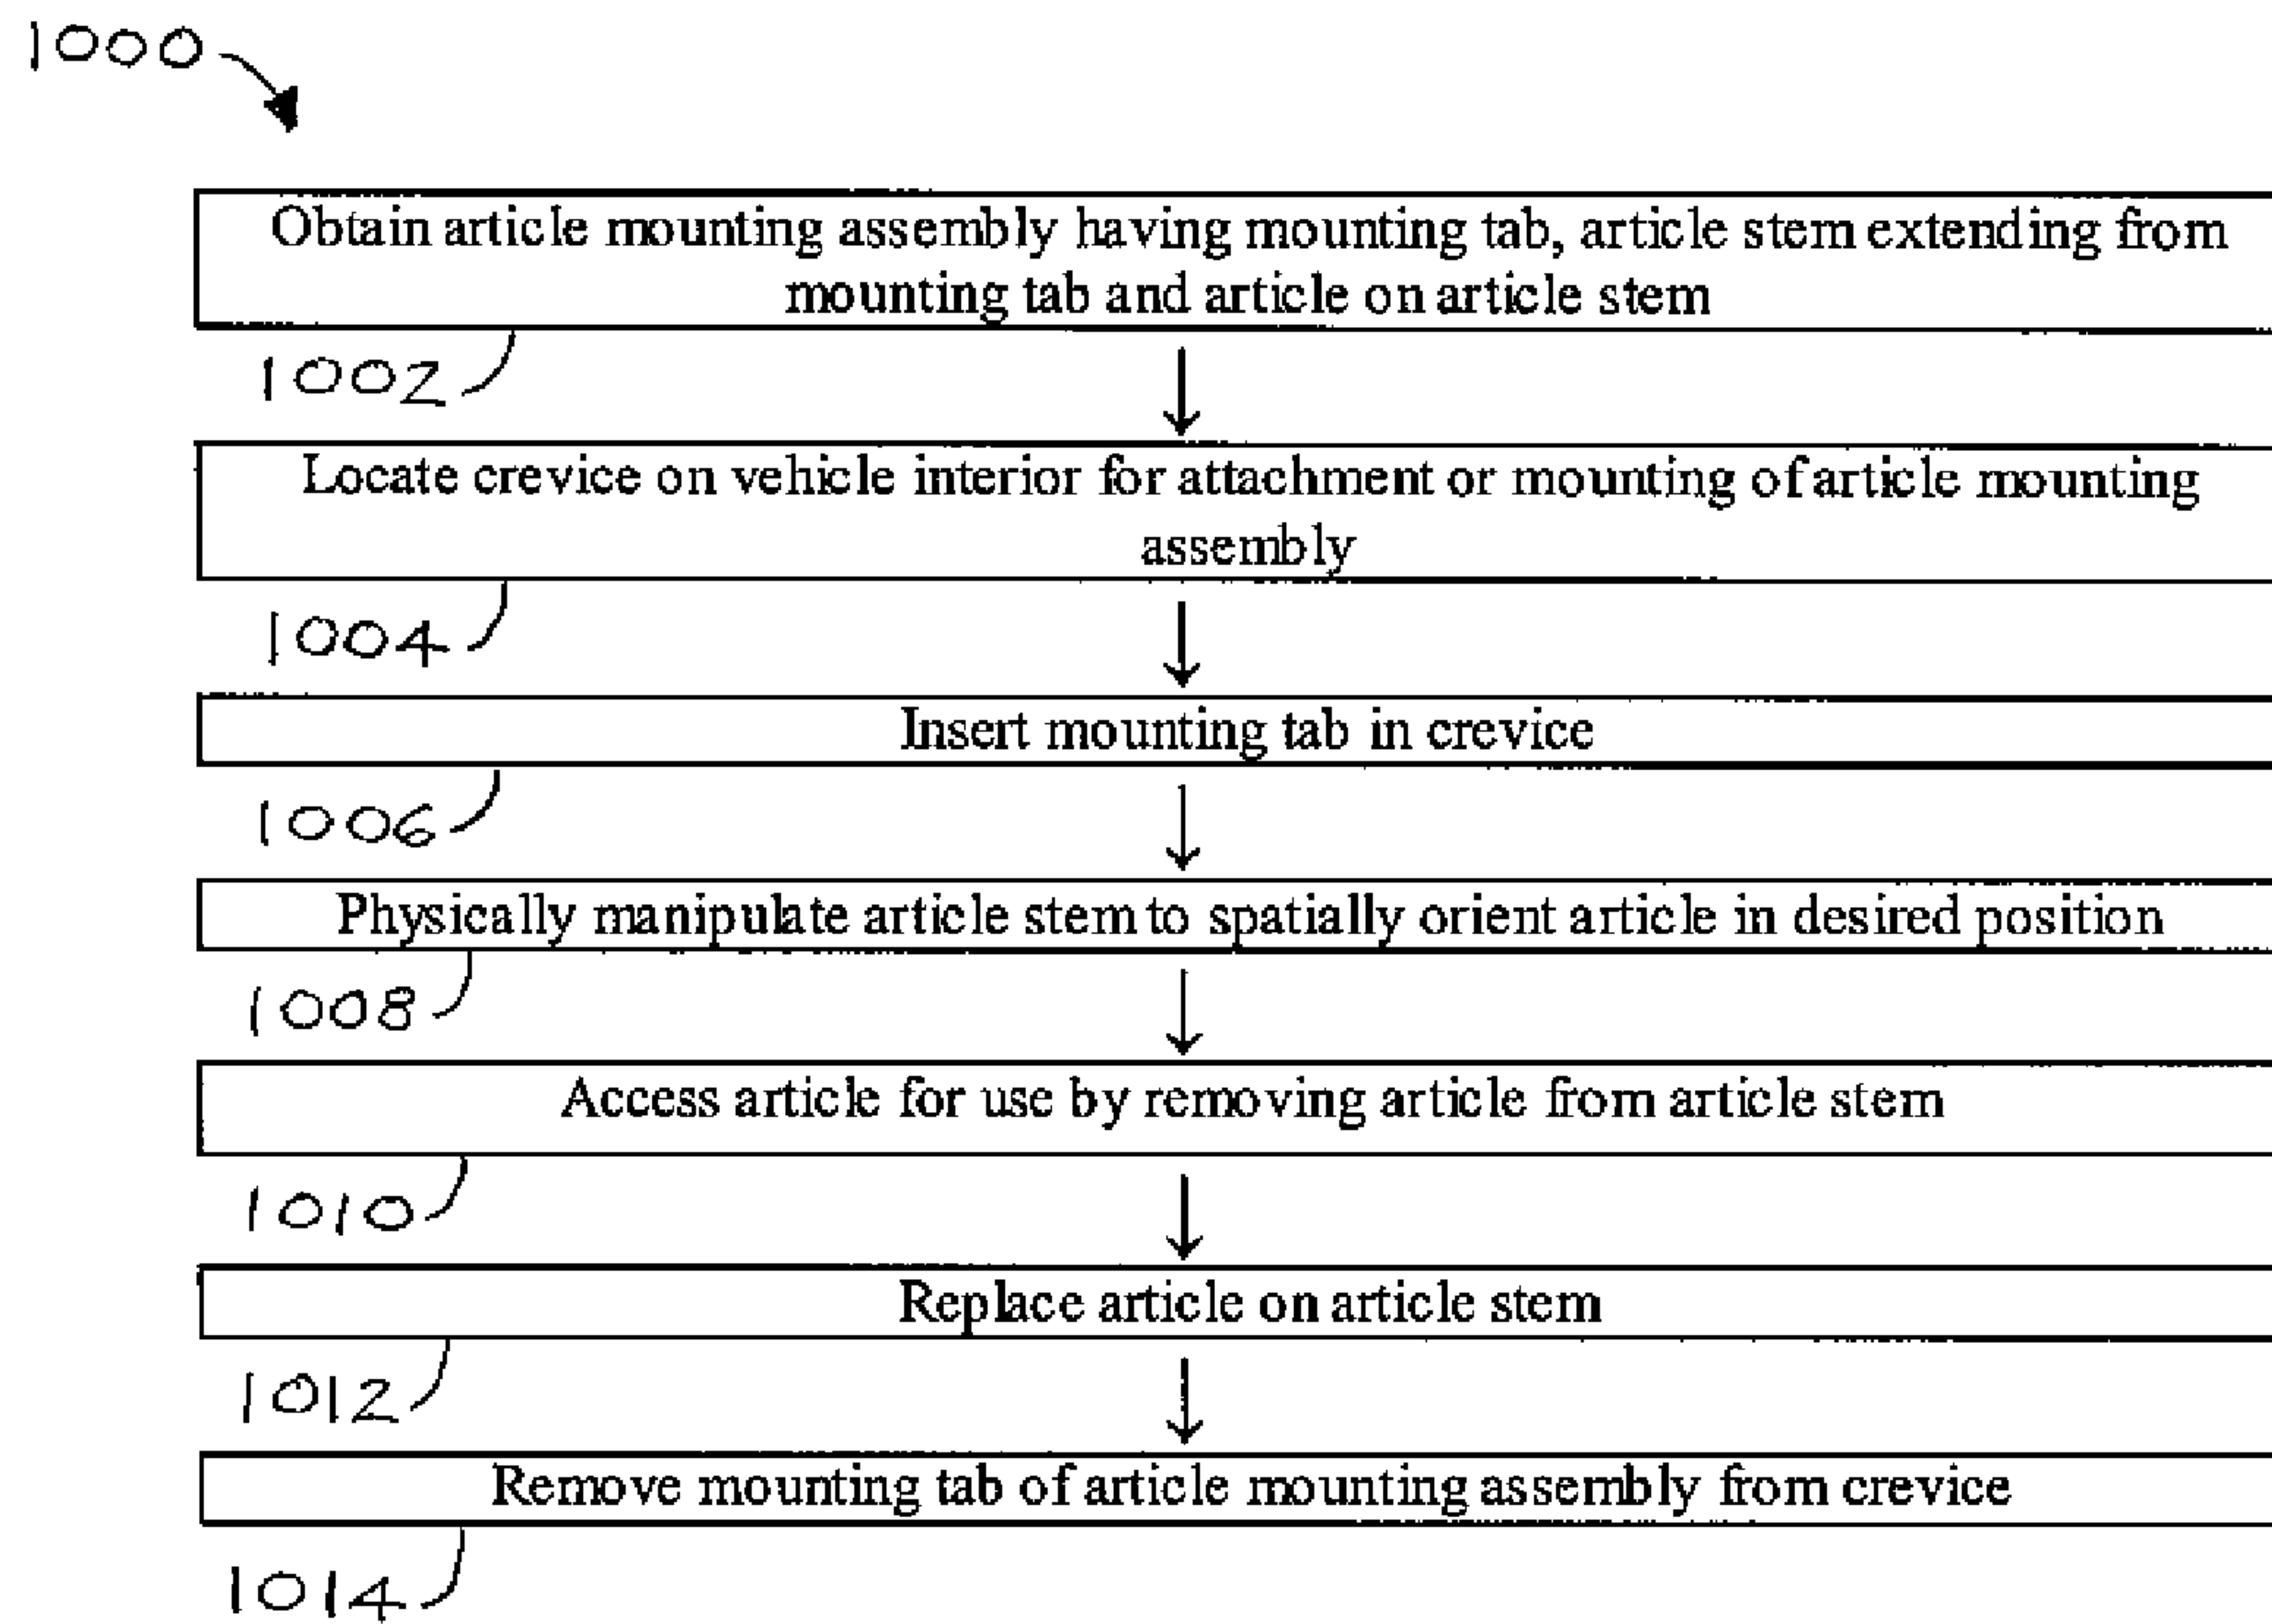 1000
Obtain article mounting assembly having mounting tab, article stem extending from
mounting tab and article on article stem
1002
Locate crevice on vehicle interior for attachment or mounting of article mounting
assembly
1004
Insert mounting tab in crevice
1006
Physically manipulate article stem to spatially orient article in desired position
1008
Access article for use by removing article from article stem
1010
Replace article on article stem
1012
Remove mounting tab of article mounting assembly from crevice
1014